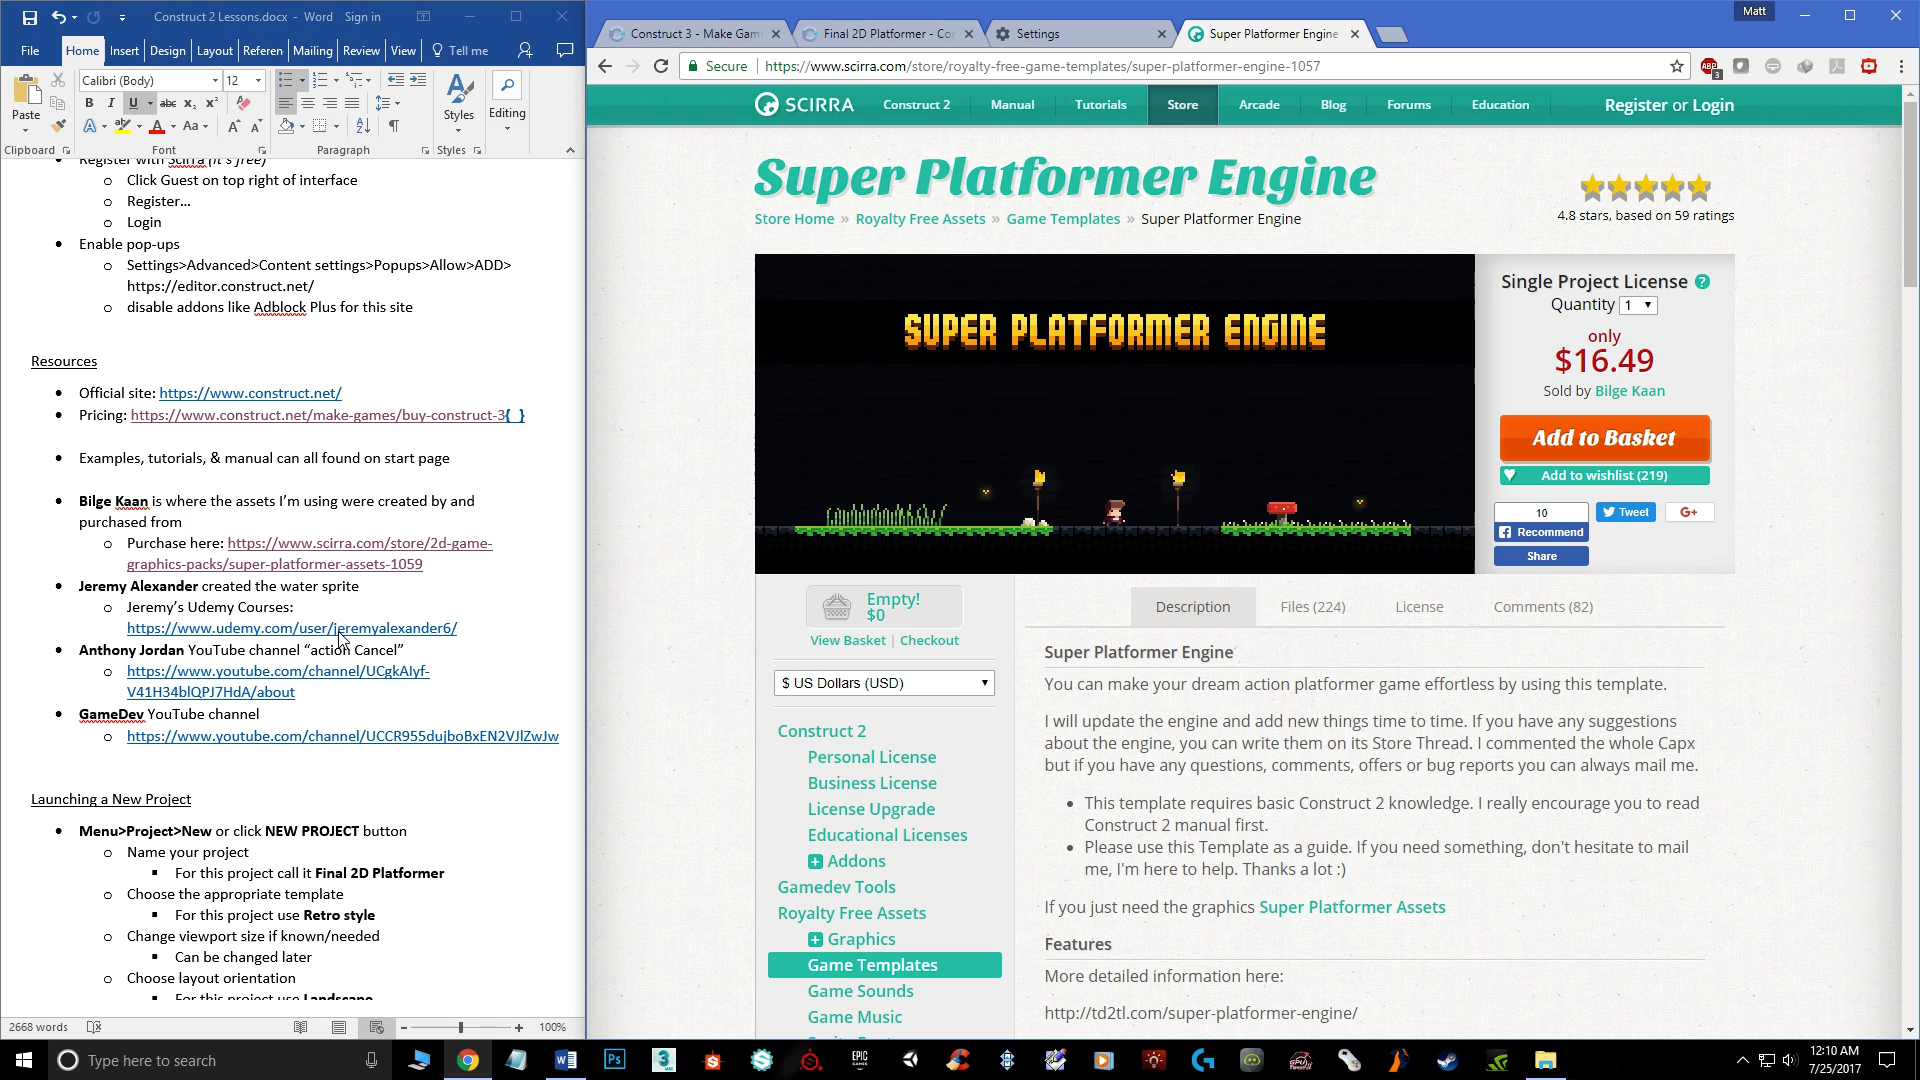 Construct 2 Lessons.docx - Word
Sign in
File
Home
Insert
Design
Layout
Referen
Mailing
Review
View
Tell me
Calibri (Body)
12
Paste
Styles
Editing
Clipboard
Font
Paragraph
Styles
Register with Scirra (it's free)
Click Guest on top right of interface
Register...
Login
Enable pop-ups
Settings>Advanced>Content settings>Popups>Allow>ADD>
https://editor.construct.net/
disable addons like Adblock Plus for this site
Resources
Official site: https://www.construct.net/
Pricing: https://www.construct.net/make-games/buy-construct-3{ }
Examples, tutorials, & manual can all found on start page
Bilge Kaan is where the assets I'm using were created by and
purchased from
Purchase here: https://www.scirra.com/store/2d-game-
graphics-packs/super-platformer-assets-1059
Jeremy Alexander created the water sprite
Jeremy's Udemy Courses:
https://www.udemy.com/user/jeremyalexander6/
Anthony Jordan YouTube channel "action Cancel"
https://www.youtube.com/channel/UCgkAIyf-
V41H34blQPJ7HdA/about
GameDev YouTube channel
https://www.youtube.com/channel/UCCR955dujboBxEN2VJlZwJw
Launching a New Project
Menu>Project>New or click NEW PROJECT button
Name your project
For this project call it Final 2D Platformer
Choose the appropriate template
For this project use Retro style
Change viewport size if known/needed
Can be changed later
Choose layout orientation
For this project use Landscape
2668 words
100%
Matt
Construct 3 - Make Gam
Final 2D Platformer - Co
Settings
Super Platformer Engine
Secure
https://www.scirra.com/store/royalty-free-game-templates/super-platformer-engine-1057
ABP
3
SCIRRA
Construct 2
Manual
Tutorials
Store
Arcade
Blog
Forums
Education
Register or Login
Super Platformer Engine
Store Home » Royalty Free Assets » Game Templates » Super Platformer Engine
4.8 stars, based on 59 ratings
SUPER PLATFORMER ENGINE
Single Project License ?
Quantity 1
only
$16.49
Sold by Bilge Kaan
Add to Basket
Add to wishlist (219)
10
Recommend
Share
Tweet
G+
Empty!
$0
View Basket | Checkout
$ US Dollars (USD)
Construct 2
Personal License
Business License
License Upgrade
Educational Licenses
Addons
Gamedev Tools
Royalty Free Assets
Graphics
Game Templates
Game Sounds
Game Music
Description
Files (224)
License
Comments (82)
Super Platformer Engine
You can make your dream action platformer game effortless by using this template.
I will update the engine and add new things time to time. If you have any suggestions
about the engine, you can write them on its Store Thread. I commented the whole Capx
but if you have any questions, comments, offers or bug reports you can always mail me.
This template requires basic Construct 2 knowledge. I really encourage you to read
Construct 2 manual first.
Please use this Template as a guide. If you need something, don't hesitate to mail
me, I'm here to help. Thanks a lot :)
If you just need the graphics Super Platformer Assets
Features
More detailed information here:
http://td2tl.com/super-platformer-engine/
Type here to search
12:10 AM
7/25/2017